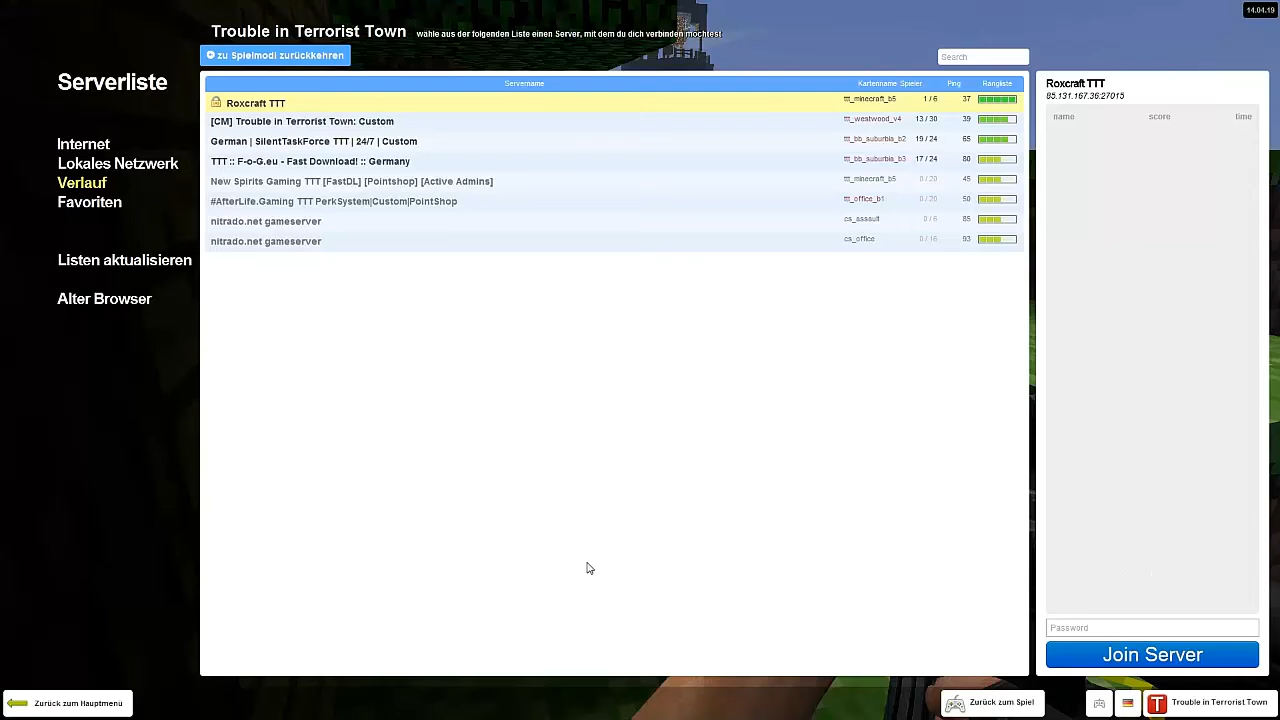 14.04.19
Trouble in Terrorist Town wähle aus der folgenden Liste einen Server, mit dem du dich verbinden möchtest
zu Spielmodi zurückkehren
Search
Serverliste
Internet
Lokales Netzwerk
Verlauf
Favoriten
Listen aktualisieren
Alter Browser
Servername Kartenname Spieler Ping Rangliste
Roxcraft TTT ttt_minecraft_b5 1 / 6 37
[CM] Trouble in Terrorist Town: Custom ttt_westwood_v4 13 / 30 39
German | SilentTaskForce TTT | 24/7 | Custom ttt_bb_suburbia_b2 19 / 24 65
TTT :: F-o-G.eu - Fast Download! :: Germany ttt_bb_suburbia_b3 17 / 24 80
New Spirits Gaming TTT [FastDL] [Pointshop] [Active Admins] ttt_minecraft_b5 0 / 20 45
#AfterLife.Gaming TTT PerkSystem|Custom|PointShop ttt_office_b1 0 / 20 50
nitrado.net gameserver cs_assault 0 / 6 85
nitrado.net gameserver cs_office 0 / 16 93
Roxcraft TTT
85.131.167.36:27015
name score time
Password
Join Server
Zurück zum Hauptmenü
Zurück zum Spiel
T Trouble in Terrorist Town